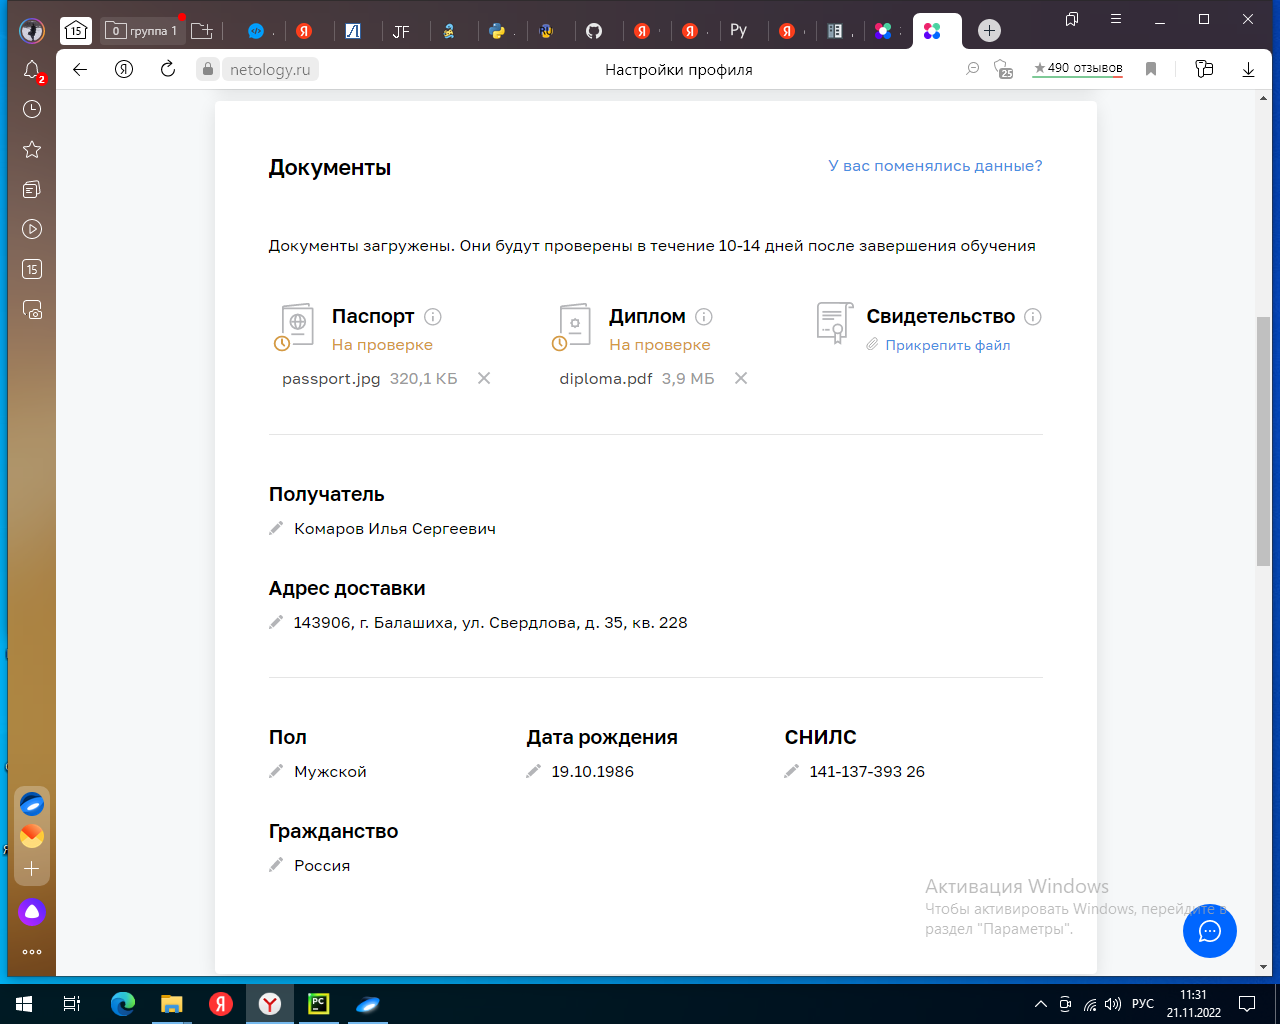 15
0 группа 1
JF
Py
2
netology.ru
Настройки профиля
25
★ 490 отзывов
15
Документы
У вас поменялись данные?
Документы загружены. Они будут проверены в течение 10-14 дней после завершения обучения
Паспорт
На проверке
passport.jpg 320,1 КБ
Диплом
На проверке
diploma.pdf 3,9 МБ
Свидетельство
Прикрепить файл
Получатель
Комаров Илья Сергеевич
Адрес доставки
143906, г. Балашиха, ул. Свердлова, д. 35, кв. 228
Пол
Мужской
Дата рождения
19.10.1986
СНИЛС
141-137-393 26
Гражданство
Россия
Активация Windows
Чтобы активировать Windows, перейдите в
раздел "Параметры".
PC
РУС
11:31
21.11.2022